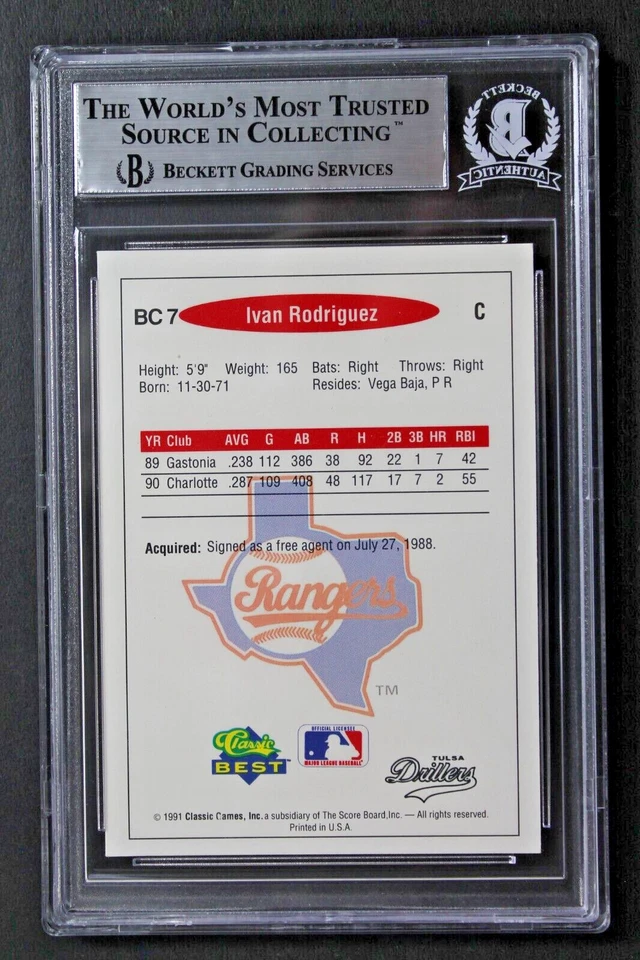 THE WORLD'S MOST TRUSTED
SOURCE IN COLLECTING™
B BECKETT GRADING SERVICES
BECKETT
B
AUTHENTIC
BC 7 Ivan Rodriguez C
Height: 5'9" Weight: 165 Bats: Right Throws: Right
Born: 11-30-71 Resides: Vega Baja, P R
YR Club AVG G AB R H 2B 3B HR RBI
89 Gastonia .238 112 386 38 92 22 1 7 42
90 Charlotte .287 109 408 48 117 17 7 2 55
Acquired: Signed as a free agent on July 27, 1988.
Rangers
TM
Classic
BEST
OFFICIAL LICENSEE
MAJOR LEAGUE BASEBALL
TULSA
Drillers
© 1991 Classic Games, Inc. a subsidiary of The Score Board, Inc. — All rights reserved.
Printed in U.S.A.